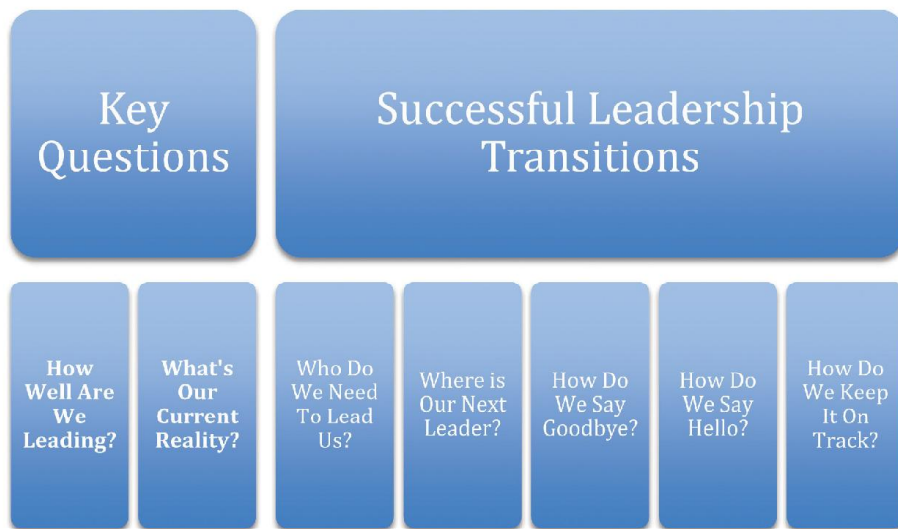 Key
Questions
Successful Leadership
Transitions
How
Well Are
We
Leading?
What's
Our
Current
Reality?
Who Do
We Need
To Lead
Us?
Where is
Our Next
Leader?
How Do
We Say
Goodbye?
How Do
We Say
Hello?
How Do
We Keep
It On
Track?